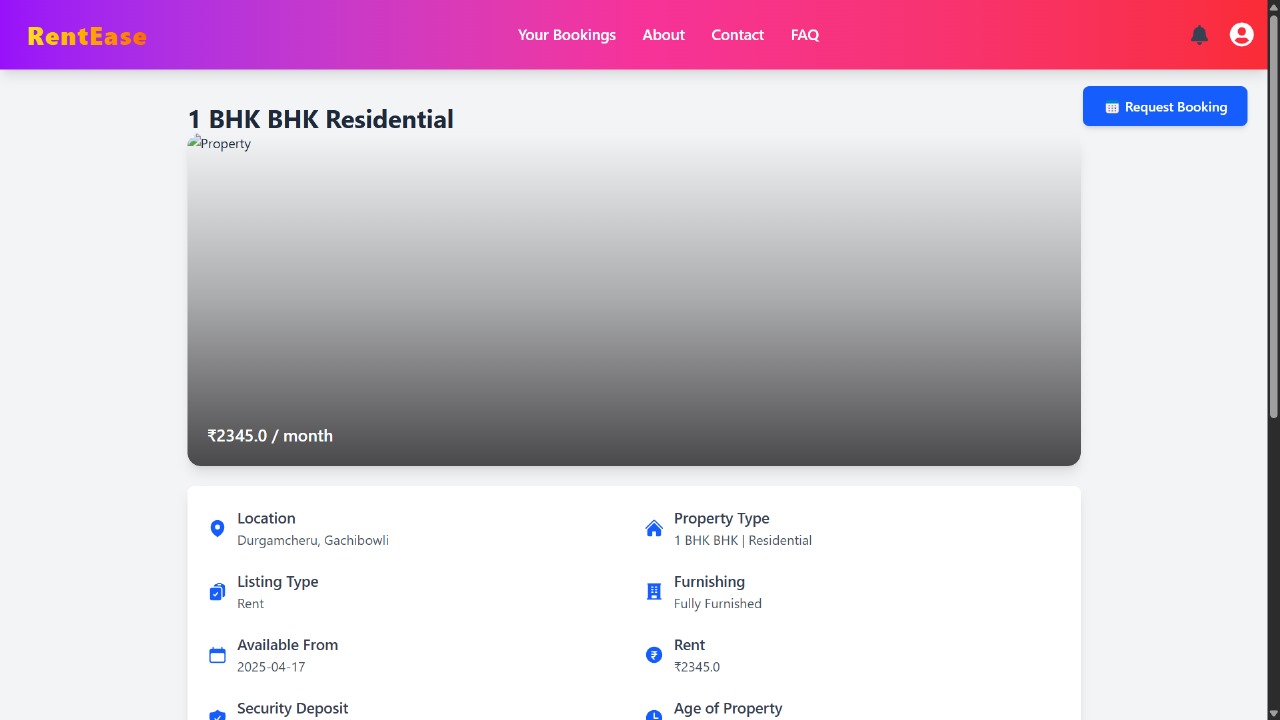 RentEase
Your Bookings About Contact FAQ
Request Booking
1 BHK BHK Residential
Property
₹2345.0 / month
Location
Durgamcheru, Gachibowli
Property Type
1 BHK BHK | Residential
Listing Type
Rent
Furnishing
Fully Furnished
Available From
2025-04-17
Rent
₹2345.0
Security Deposit
Age of Property